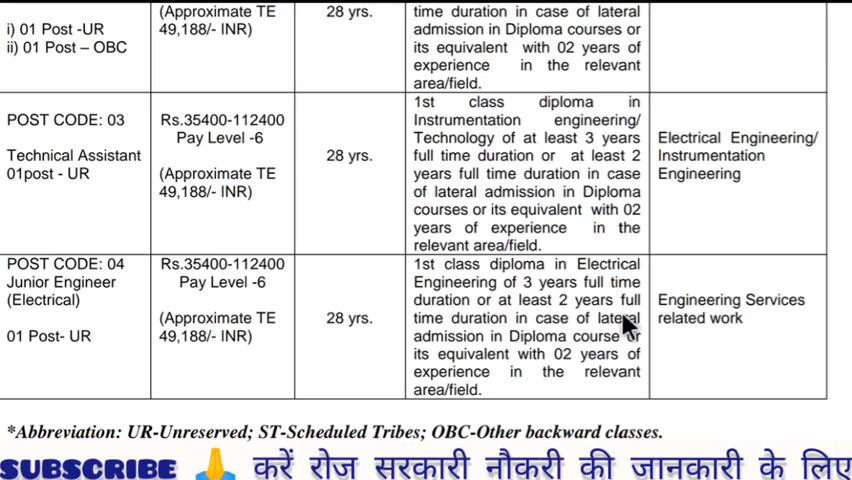 i) 01 Post -UR
ii) 01 Post – OBC
(Approximate TE
49,188/- INR)
28 yrs.
time duration in case of lateral
admission in Diploma courses or
its equivalent with 02 years of
experience in the relevant
area/field.
POST CODE: 03
Technical Assistant
01post - UR
Rs.35400-112400
Pay Level -6
(Approximate TE
49,188/- INR)
28 yrs.
1st class diploma in
Instrumentation engineering/
Technology of at least 3 years
full time duration or at least 2
years full time duration in case
of lateral admission in Diploma
courses or its equivalent with 02
years of experience in the
relevant area/field.
Electrical Engineering/
Instrumentation
Engineering
POST CODE: 04
Junior Engineer
(Electrical)
01 Post- UR
Rs.35400-112400
Pay Level -6
(Approximate TE
49,188/- INR)
28 yrs.
1st class diploma in Electrical
Engineering of 3 years full time
duration or at least 2 years full
time duration in case of lateral
admission in Diploma course or
its equivalent with 02 years of
experience in the relevant
area/field.
Engineering Services
related work
*Abbreviation: UR-Unreserved; ST-Scheduled Tribes; OBC-Other backward classes.
SUBSCRIBE 🙏 करें रोज सरकारी नौकरी की जानकारी के लिए